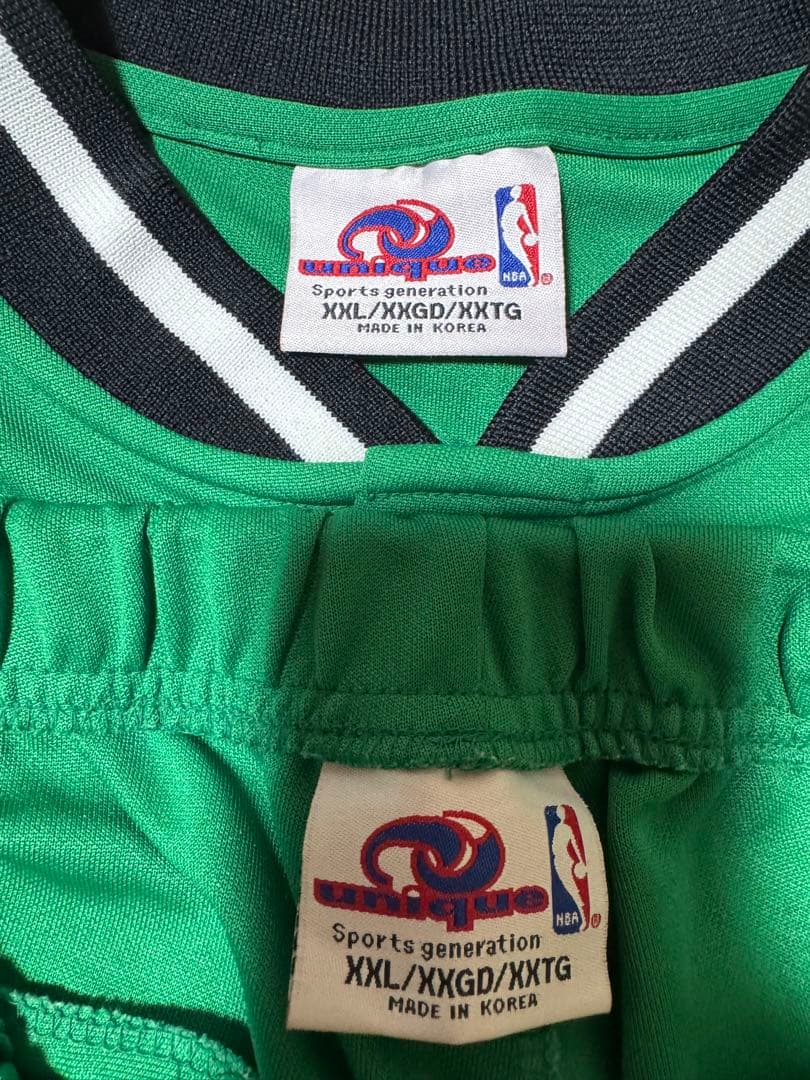 unique
NBA
Sports generation
XXL/XXGD/XXTG
MADE IN KOREA
unique
NBA
Sports generation
XXL/XXGD/XXTG
MADE IN KOREA